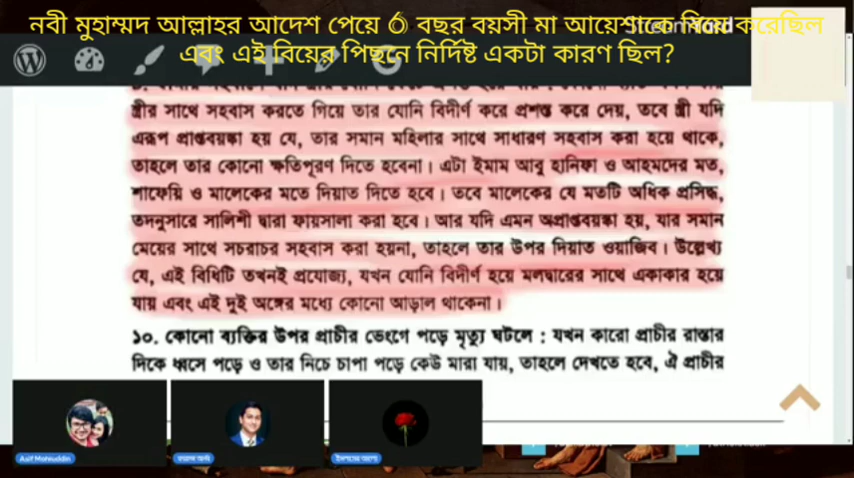 নবী মুহাম্মদ আল্লাহর আদেশ পেয়ে 6 বছর বয়সী মা আয়েশাকে বিয়ে করেছিল
এবং এই বিয়ের পিছনে নির্দিষ্ট একটা কারণ ছিল?
স্ত্রীর সাথে সহবাস করতে গিয়ে তার যোনি বিদীর্ণ করে প্রশস্ত করে দেয়, তবে স্ত্রী যদি
এরূপ প্রাপ্তবয়স্কা হয় যে, তার সমান মহিলার সাথে সাধারণ সহবাস করা হয়ে থাকে,
তাহলে তার কোনো ক্ষতিপূরণ দিতে হবেনা। এটা ইমাম আবু হানিফা ও আহমদের মত,
শাফেয়ি ও মালেকের মতে দিয়াত দিতে হবে। তবে মালেকের যে মতটি অধিক প্রসিদ্ধ,
তদনুসারে সালিশী দ্বারা ফায়সালা করা হবে। আর যদি এমন অপ্রাপ্তবয়স্কা হয়, যার সমান
মেয়ের সাথে সচরাচর সহবাস করা হয়না, তাহলে তার উপর দিয়াত ওয়াজিব। উল্লেখ্য
যে, এই বিধিটি তখনই প্রযোজ্য, যখন যোনি বিদীর্ণ হয়ে মলদ্বারের সাথে একাকার হয়ে
যায় এবং এই দুই অঙ্গের মধ্যে কোনো আড়াল থাকেনা।
১০. কোনো ব্যক্তির উপর প্রাচীর ভেংগে পড়ে মৃত্যু ঘটলে : যখন কারো প্রাচীর রাস্তার
দিকে ধ্বসে পড়ে ও তার নিচে চাপা পড়ে কেউ মারা যায়, তাহলে দেখতে হবে, ঐ প্রাচীর
Asif Mohiuddin